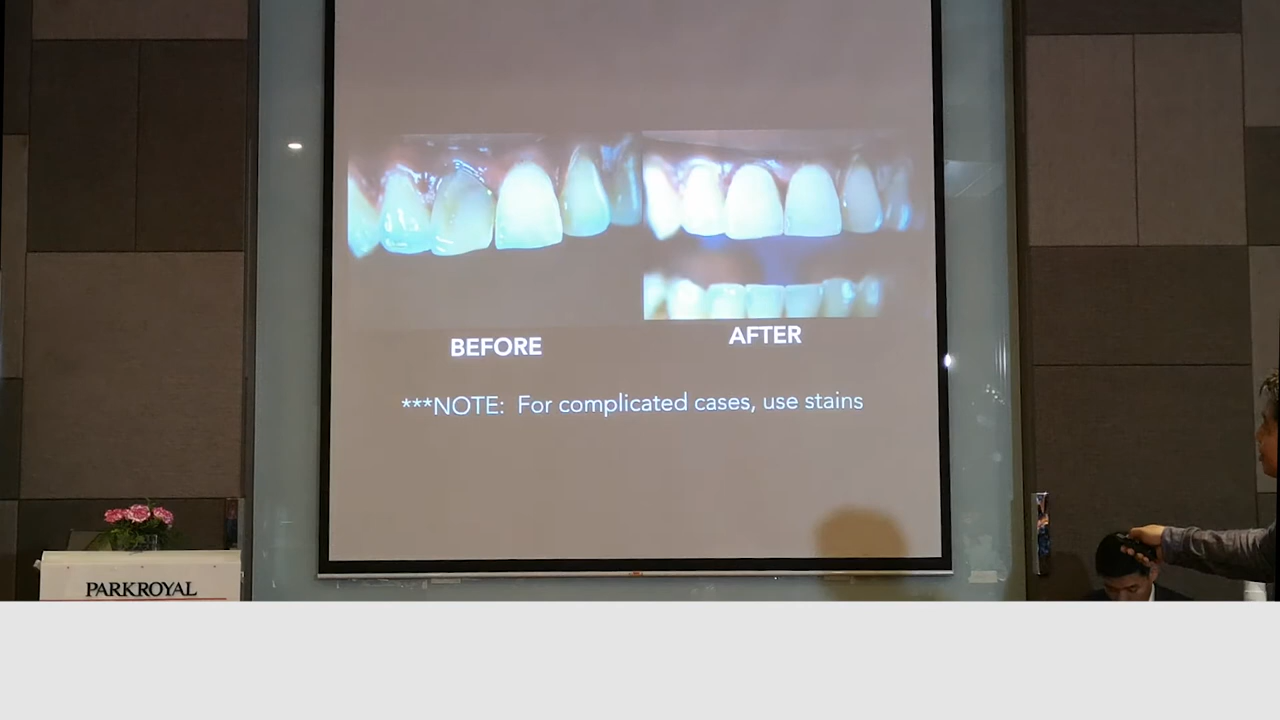 BEFORE
AFTER
***NOTE: For complicated cases, use stains
PARKROYAL